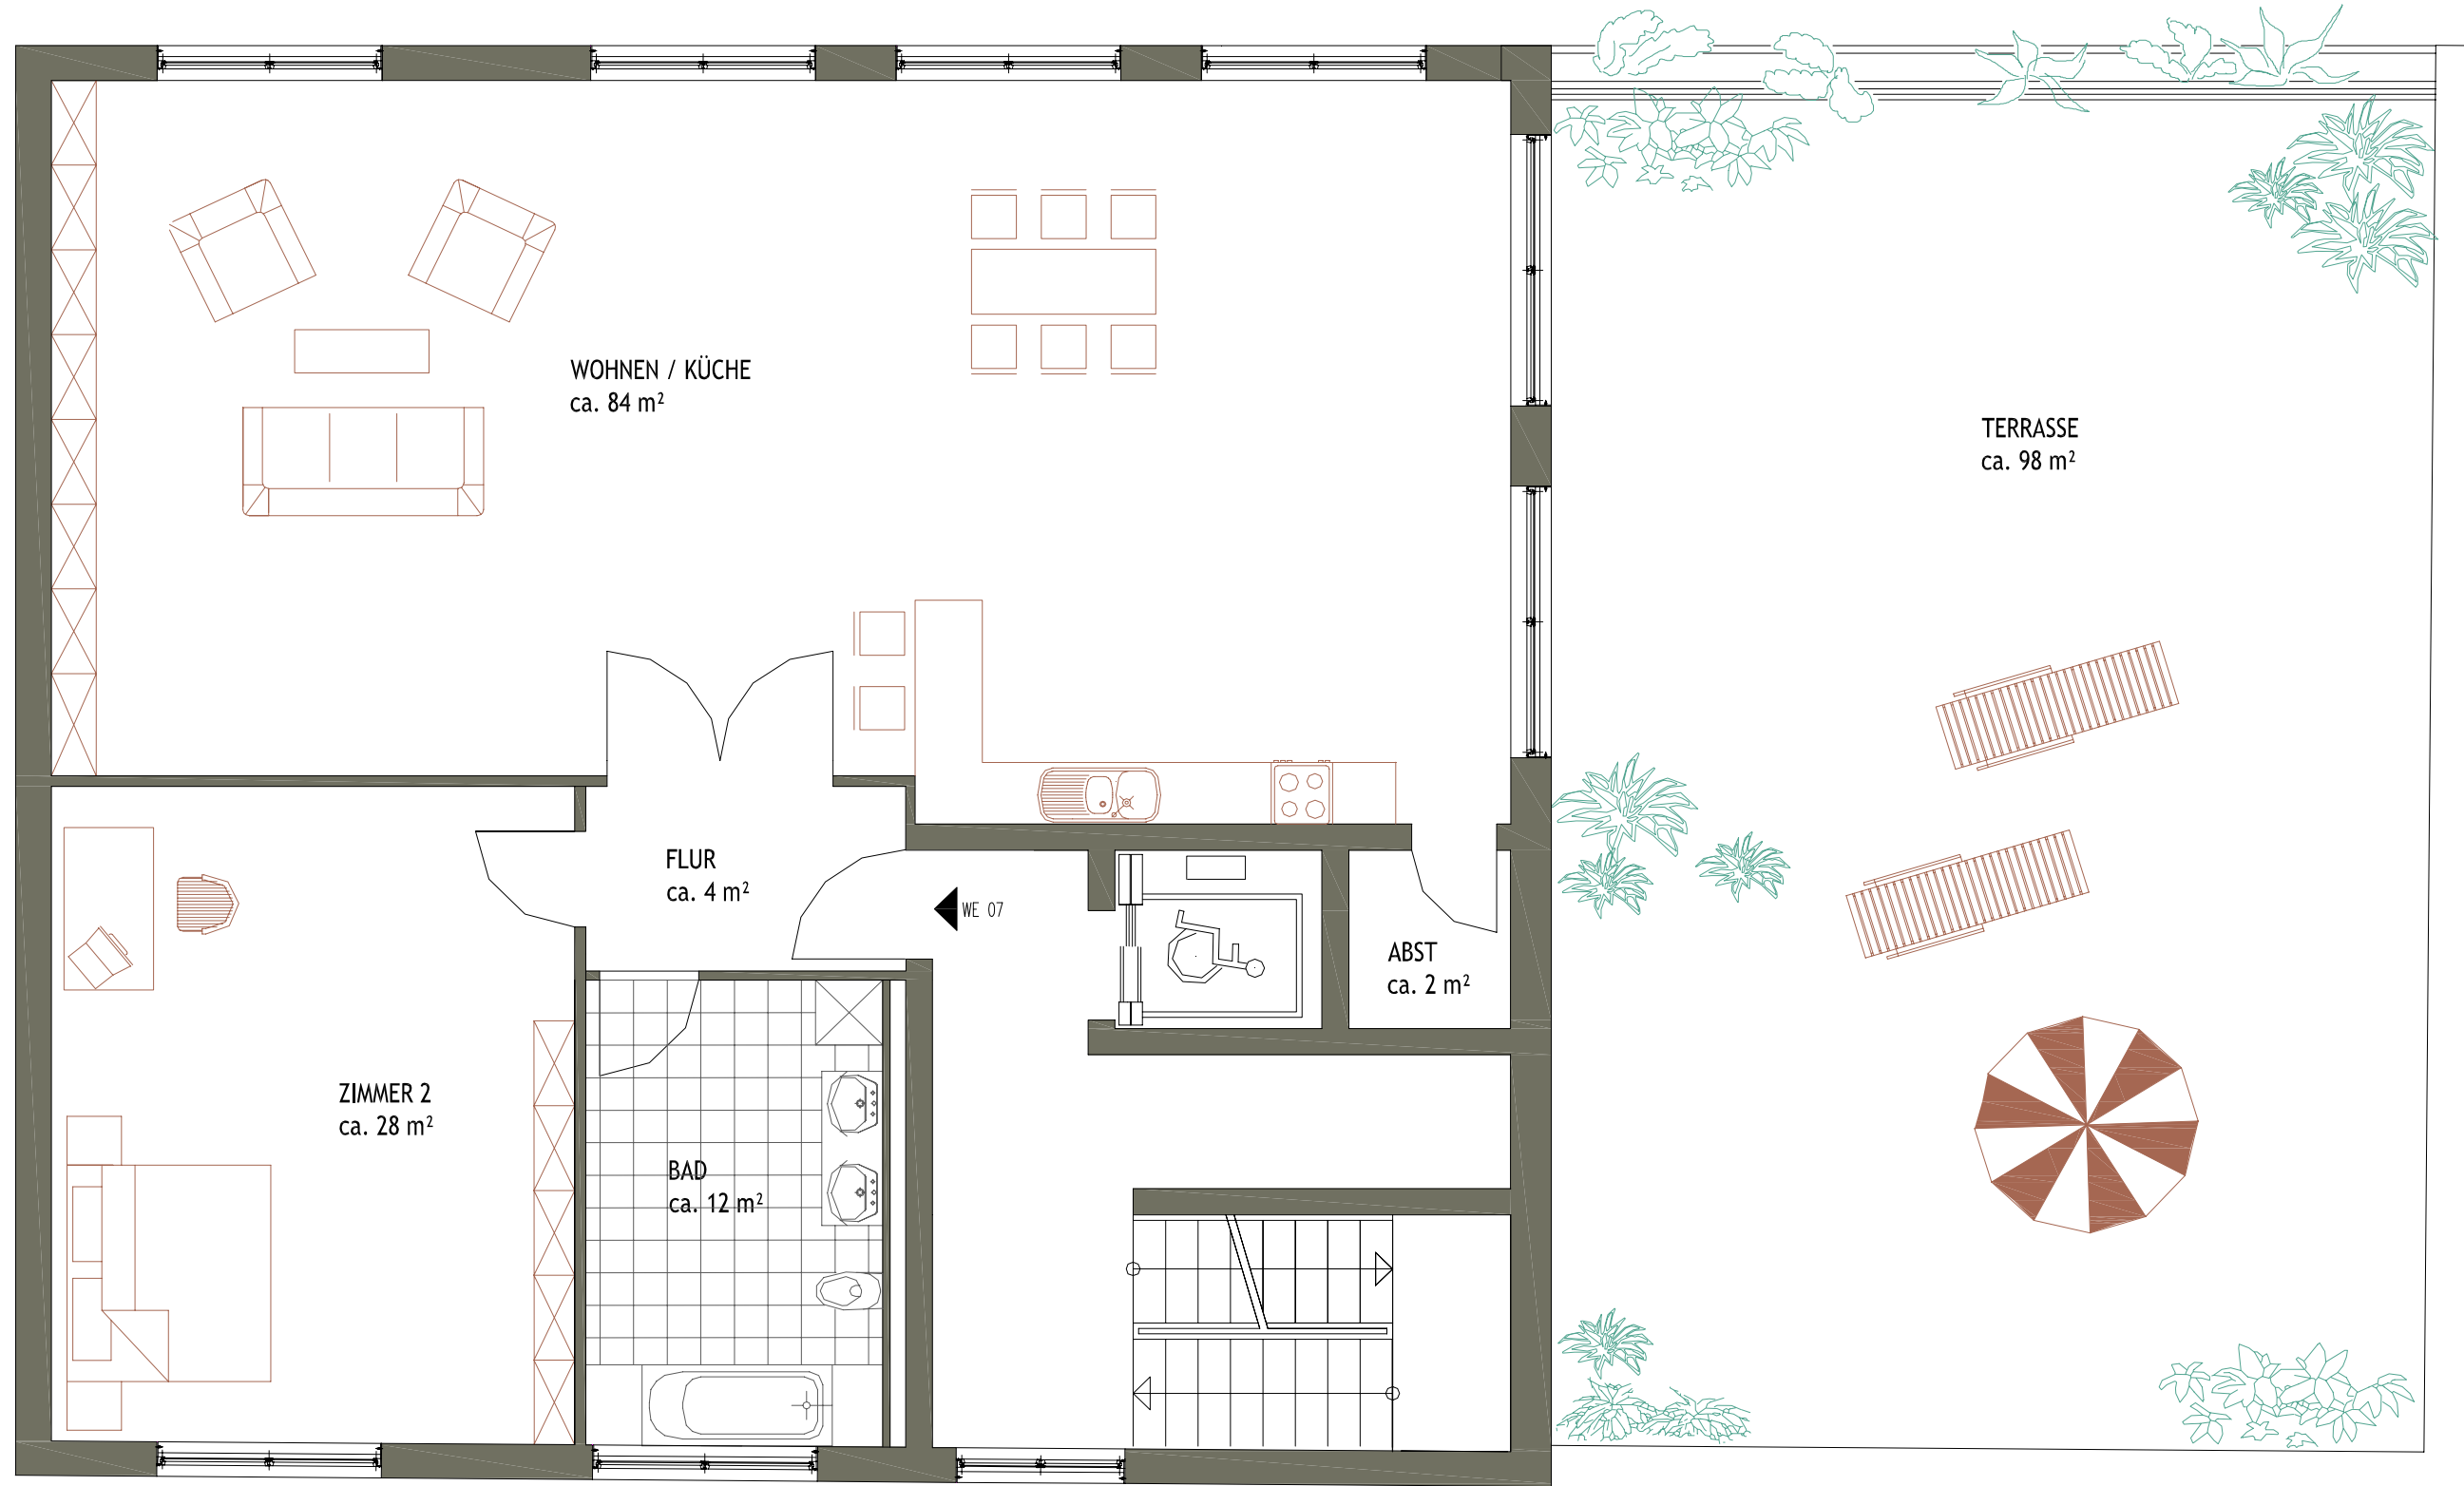 WOHNEN / KÜCHE
ca. 84 m²
TERRASSE
ca. 98 m²
FLUR
ca. 4 m²
WE 07
ABST
ca. 2 m²
ZIMMER 2
ca. 28 m²
BAD
ca. 12 m²